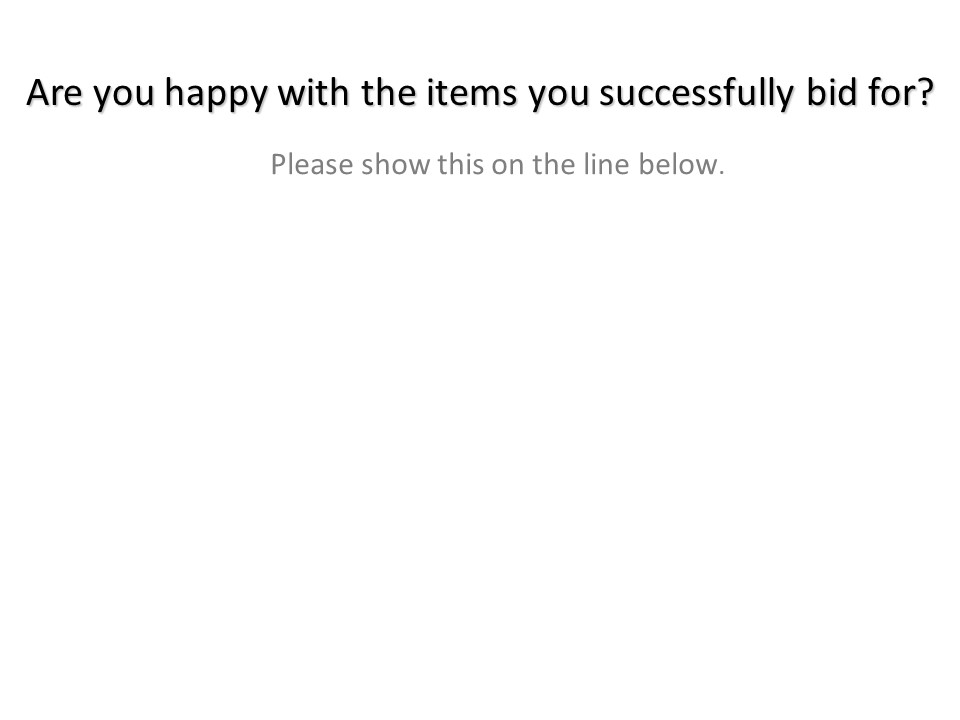 Are you happy with the items you successfully bid for?
Please show this on the line below.